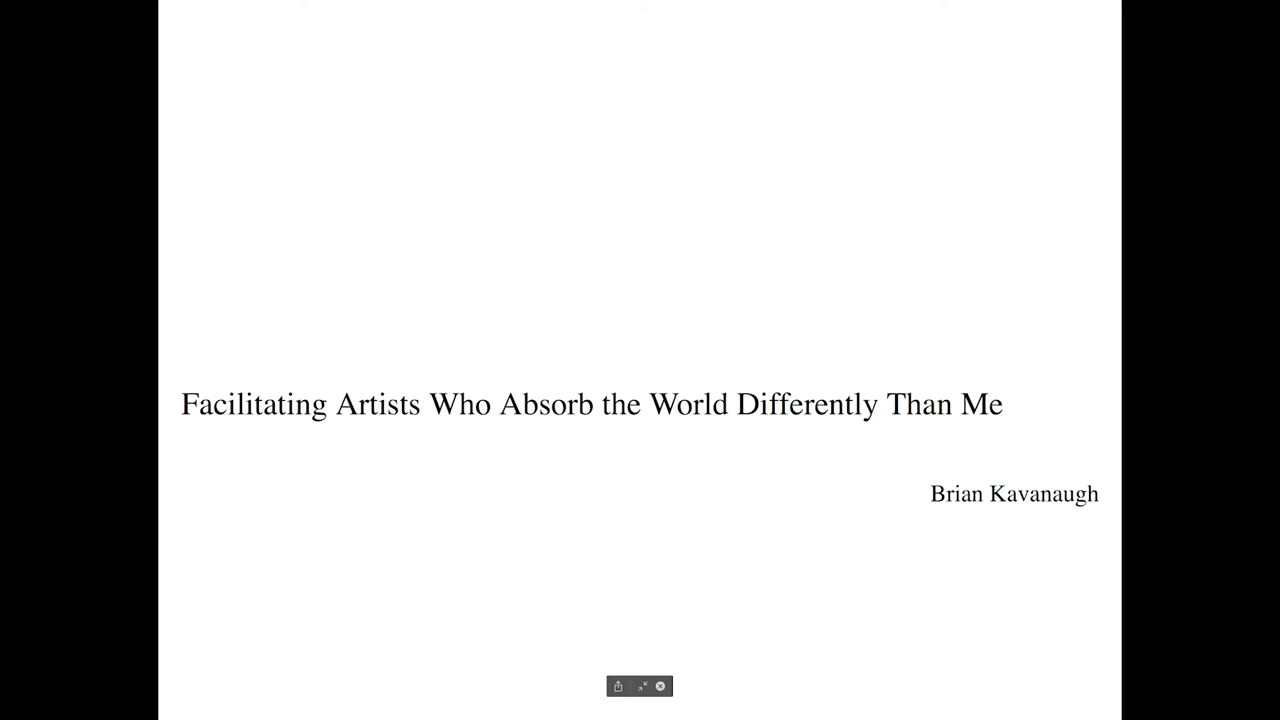 Facilitating Artists Who Absorb the World Differently Than Me
Brian Kavanaugh